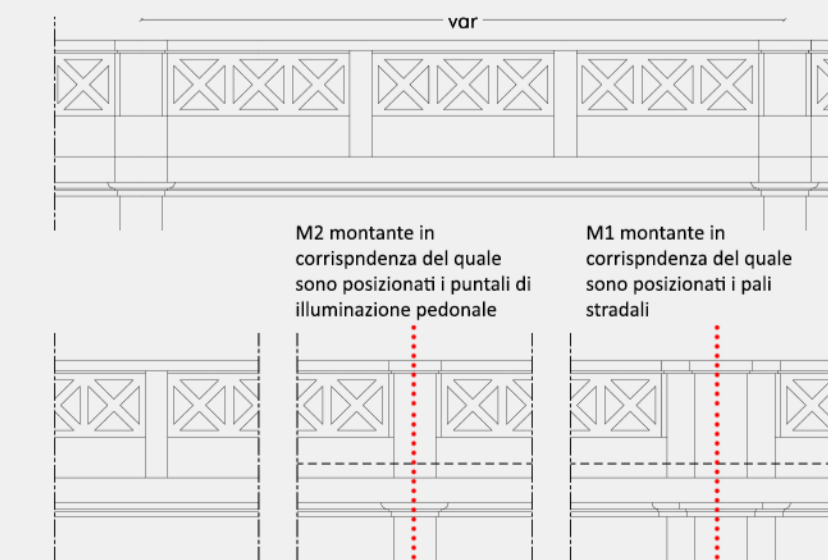 var
M2 montante in
corrispndenza del quale
sono posizionati i puntali di
illuminazione pedonale
M1 montante in
corrispndenza del quale
sono posizionati i pali
stradali